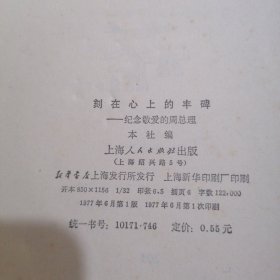 刻在心上的丰碑
——纪念敬爱的周总理
本社编
上海人民出版社出版
(上海绍兴路5号)
新华书店上海发行所发行 上海新华印刷厂印刷
开本850×1156 1/32 印张6.5 插页6 字数122,000
1977年6月第1版 1977年6月第1次印刷
统一书号:10171·746 定价:0.55元